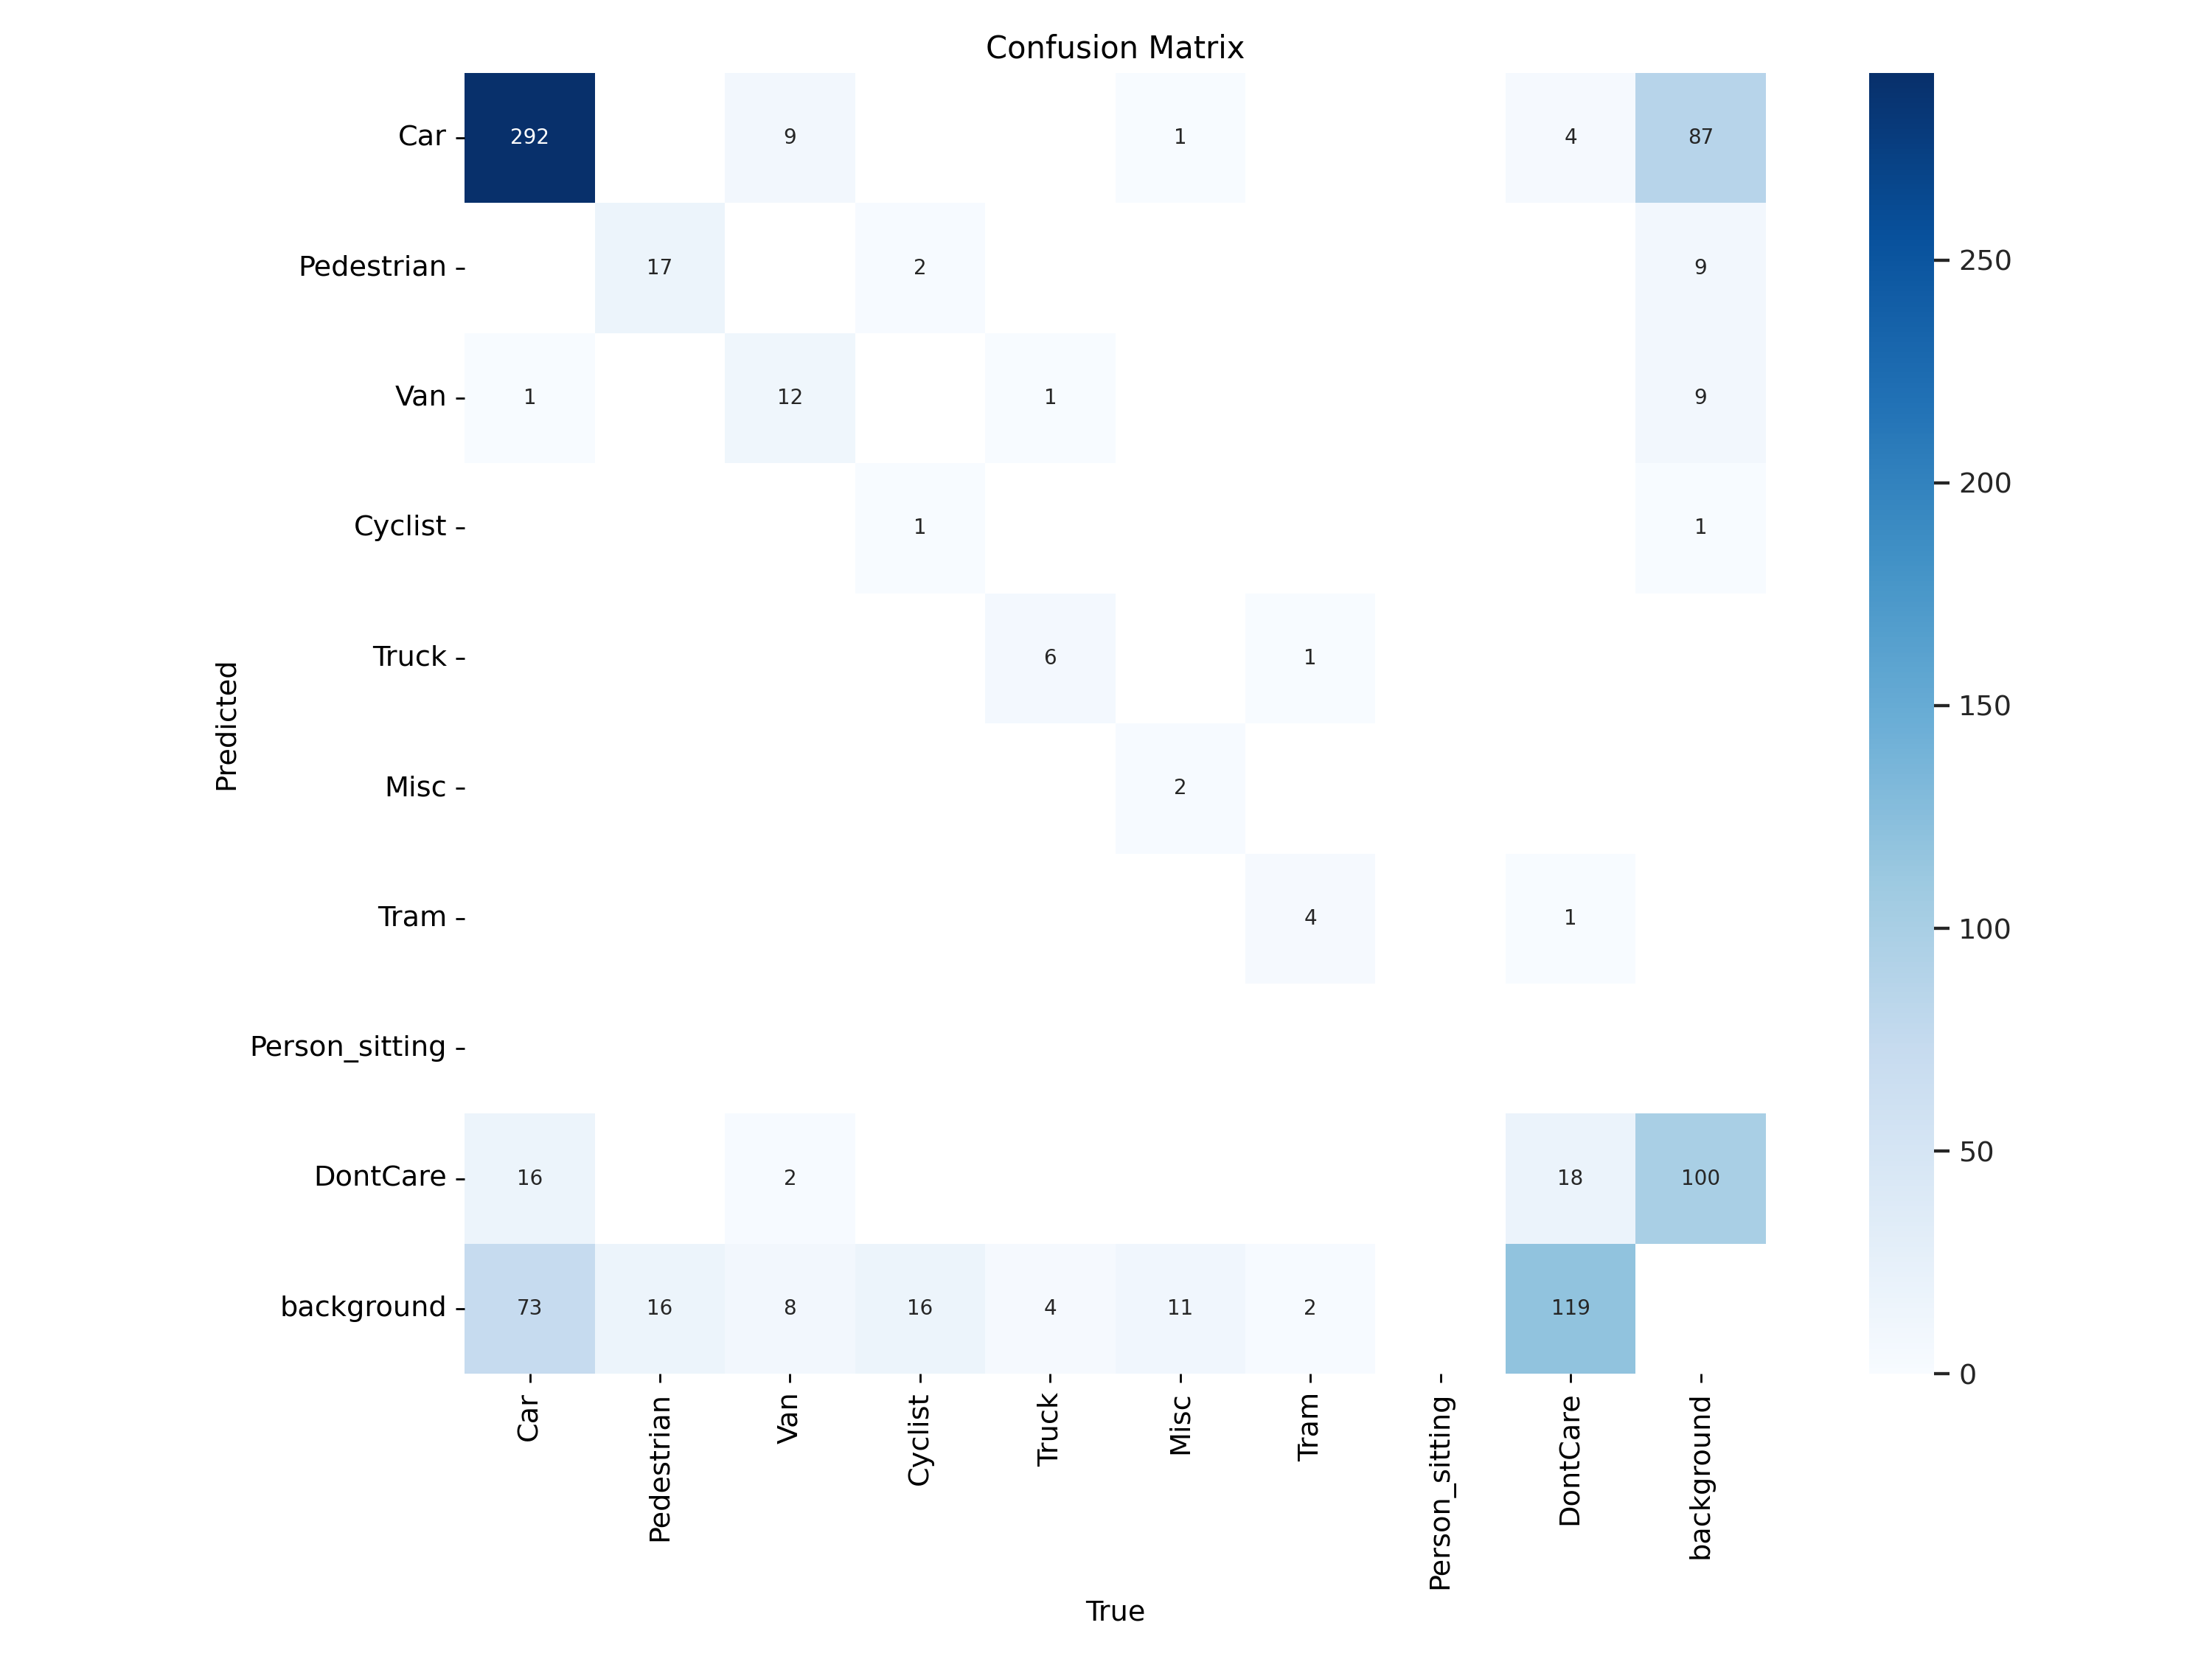 Confusion Matrix
Car 292 9 1 4 87
Pedestrian 17 2 9
250
Van 1 12 1 9
200
Cyclist 1 1
Truck 6 1
150
Predicted
Misc 2
Tram 4 1
100
Person_sitting
DontCare 16 2 18 100
50
background 73 16 8 16 4 11 2 119
0
Car
Pedestrian
Van
Cyclist
Truck
Misc
Tram
Person_sitting
DontCare
background
True